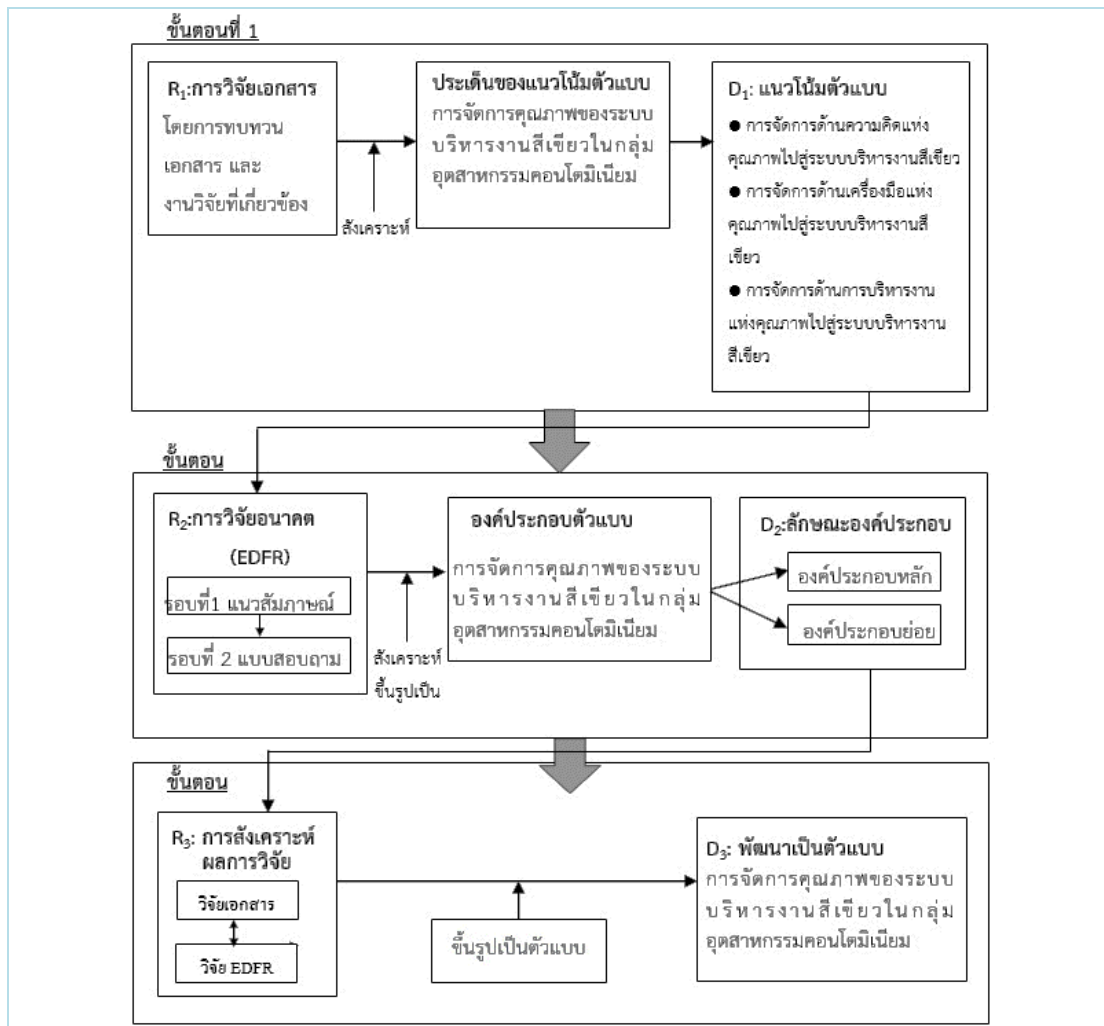 ขั้นตอนที่ 1
R₁:การวิจัยเอกสาร
โดยการทบทวน
เอกสาร และ
งานวิจัยที่เกี่ยวข้อง
สังเคราะห์
ประเด็นของแนวโน้มตัวแบบ
การจัดการคุณภาพของระบบ
บริหารงานสีเขียวในกลุ่ม
อุตสาหกรรมคอนโดมิเนียม
D₁: แนวโน้มตัวแบบ
● การจัดการด้านความคิดแห่ง
คุณภาพไปสู่ระบบบริหารงานสีเขียว
● การจัดการด้านเครื่องมือแห่ง
คุณภาพไปสู่ระบบบริหารงานสี
เขียว
● การจัดการด้านการบริหารงาน
แห่งคุณภาพไปสู่ระบบบริหารงาน
สีเขียว
ขั้นตอน
R₂:การวิจัยอนาคต
(EDFR)
รอบที่1 แนวสัมภาษณ์
รอบที่ 2 แบบสอบถาม
สังเคราะห์
ขึ้นรูปเป็น
องค์ประกอบตัวแบบ
การจัดการคุณภาพของระบบ
บริหารงานสีเขียวในกลุ่ม
อุตสาหกรรมคอนโดมิเนียม
D₂:ลักษณะองค์ประกอบ
องค์ประกอบหลัก
องค์ประกอบย่อย
ขั้นตอน
R₃: การสังเคราะห์
ผลการวิจัย
วิจัยเอกสาร
วิจัย EDFR
ขึ้นรูปเป็นตัวแบบ
D₃: พัฒนาเป็นตัวแบบ
การจัดการคุณภาพของระบบ
บริหารงานสีเขียวในกลุ่ม
อุตสาหกรรมคอนโดมิเนียม